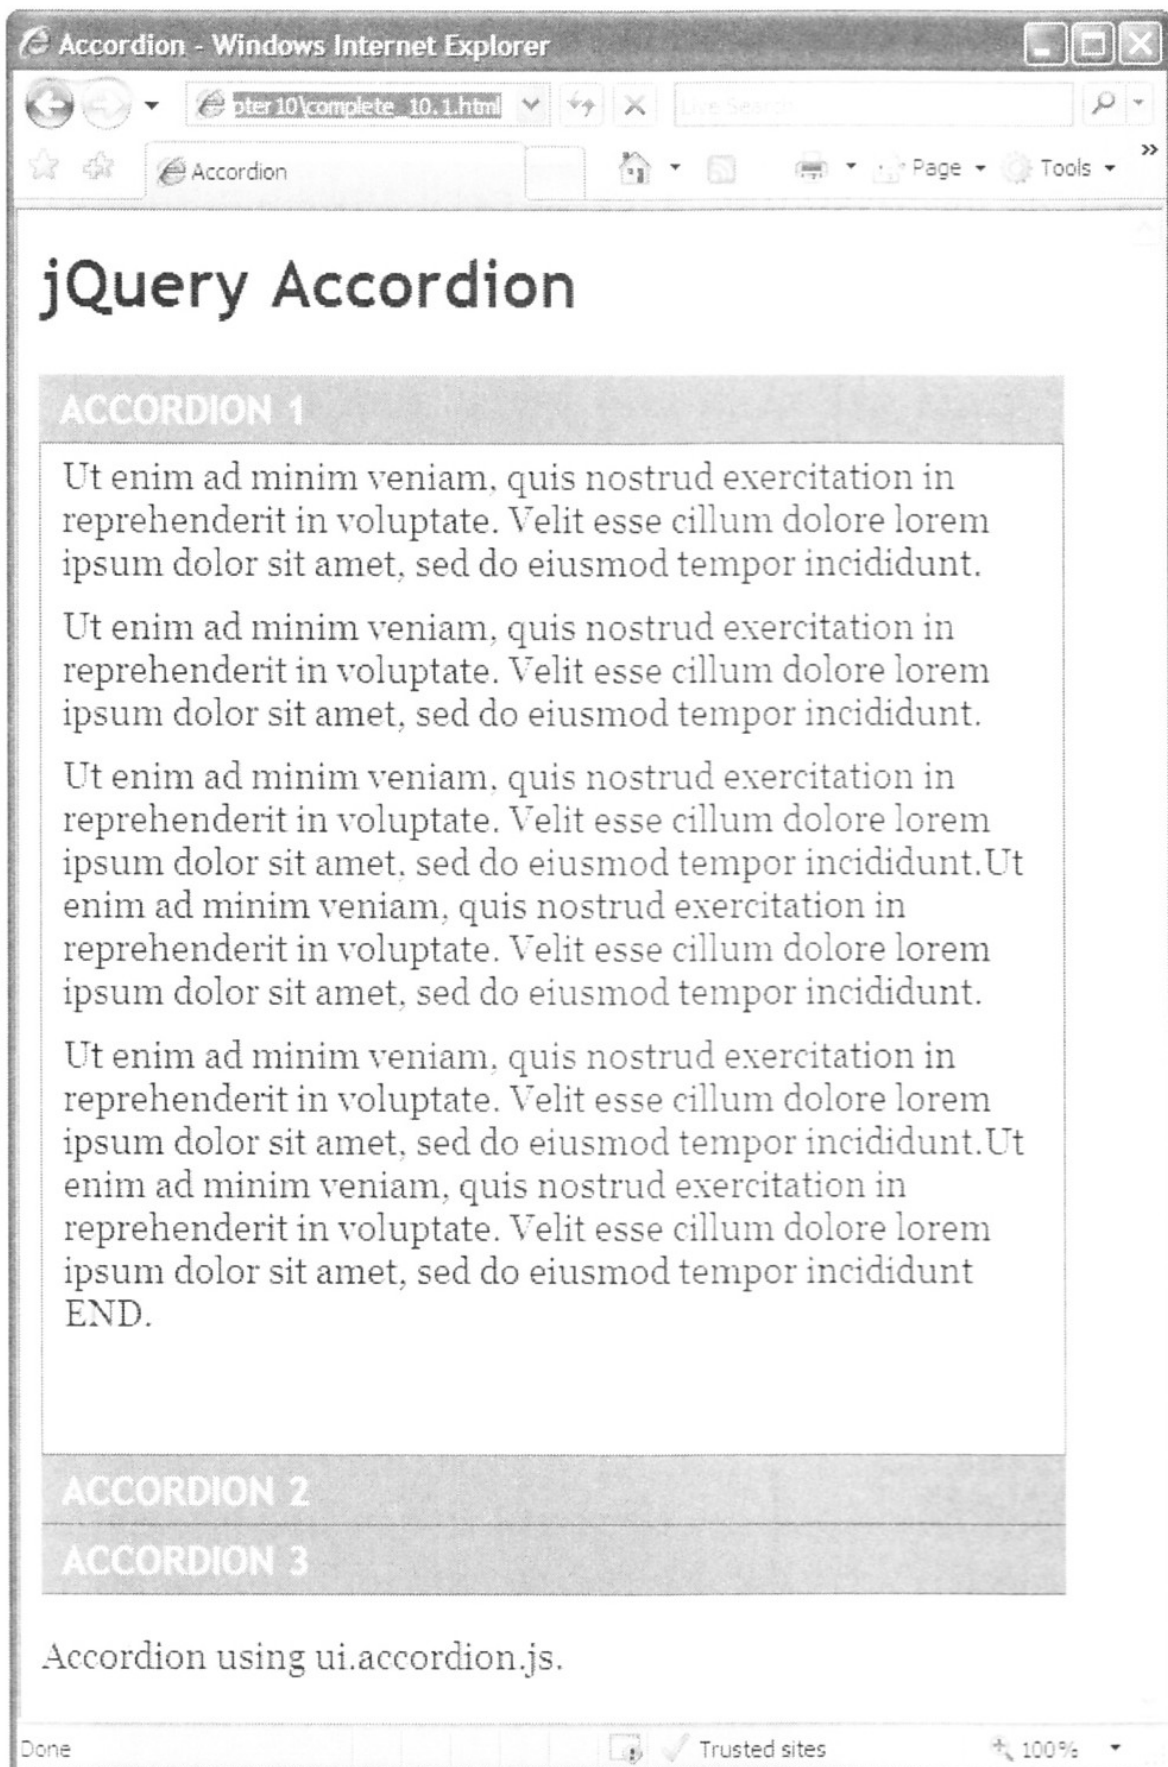 Accordion - Windows Internet Explorer
pter10\complete_10.1.html
Live Search
Accordion
Page
Tools
jQuery Accordion
ACCORDION 1
Ut enim ad minim veniam, quis nostrud exercitation in
reprehenderit in voluptate. Velit esse cillum dolore lorem
ipsum dolor sit amet, sed do eiusmod tempor incididunt.
Ut enim ad minim veniam, quis nostrud exercitation in
reprehenderit in voluptate. Velit esse cillum dolore lorem
ipsum dolor sit amet, sed do eiusmod tempor incididunt.
Ut enim ad minim veniam, quis nostrud exercitation in
reprehenderit in voluptate. Velit esse cillum dolore lorem
ipsum dolor sit amet, sed do eiusmod tempor incididunt.Ut
enim ad minim veniam, quis nostrud exercitation in
reprehenderit in voluptate. Velit esse cillum dolore lorem
ipsum dolor sit amet, sed do eiusmod tempor incididunt.
Ut enim ad minim veniam, quis nostrud exercitation in
reprehenderit in voluptate. Velit esse cillum dolore lorem
ipsum dolor sit amet, sed do eiusmod tempor incididunt.Ut
enim ad minim veniam, quis nostrud exercitation in
reprehenderit in voluptate. Velit esse cillum dolore lorem
ipsum dolor sit amet, sed do eiusmod tempor incididunt
END.
ACCORDION 2
ACCORDION 3
Accordion using ui.accordion.js.
Done
Trusted sites
100%